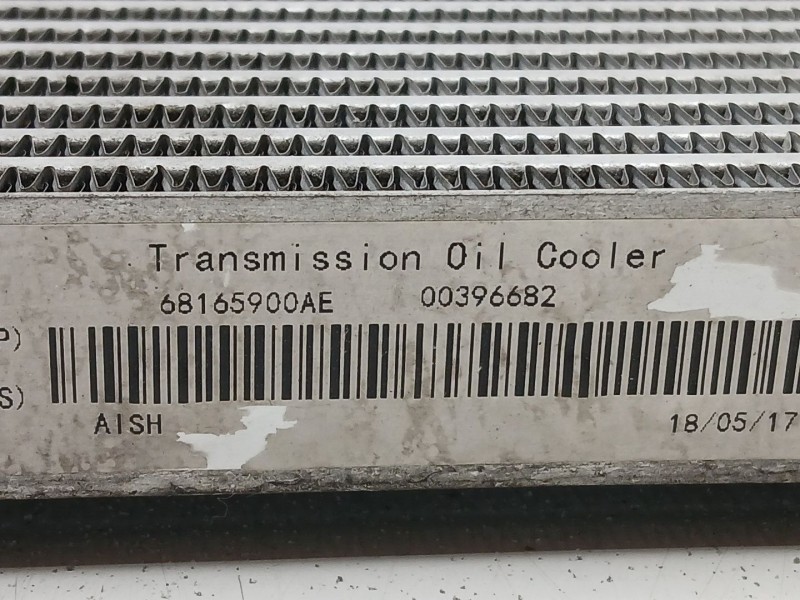 Transmission Oil Cooler
68165900AE 00396682
P)
S)
AISH 18/05/17